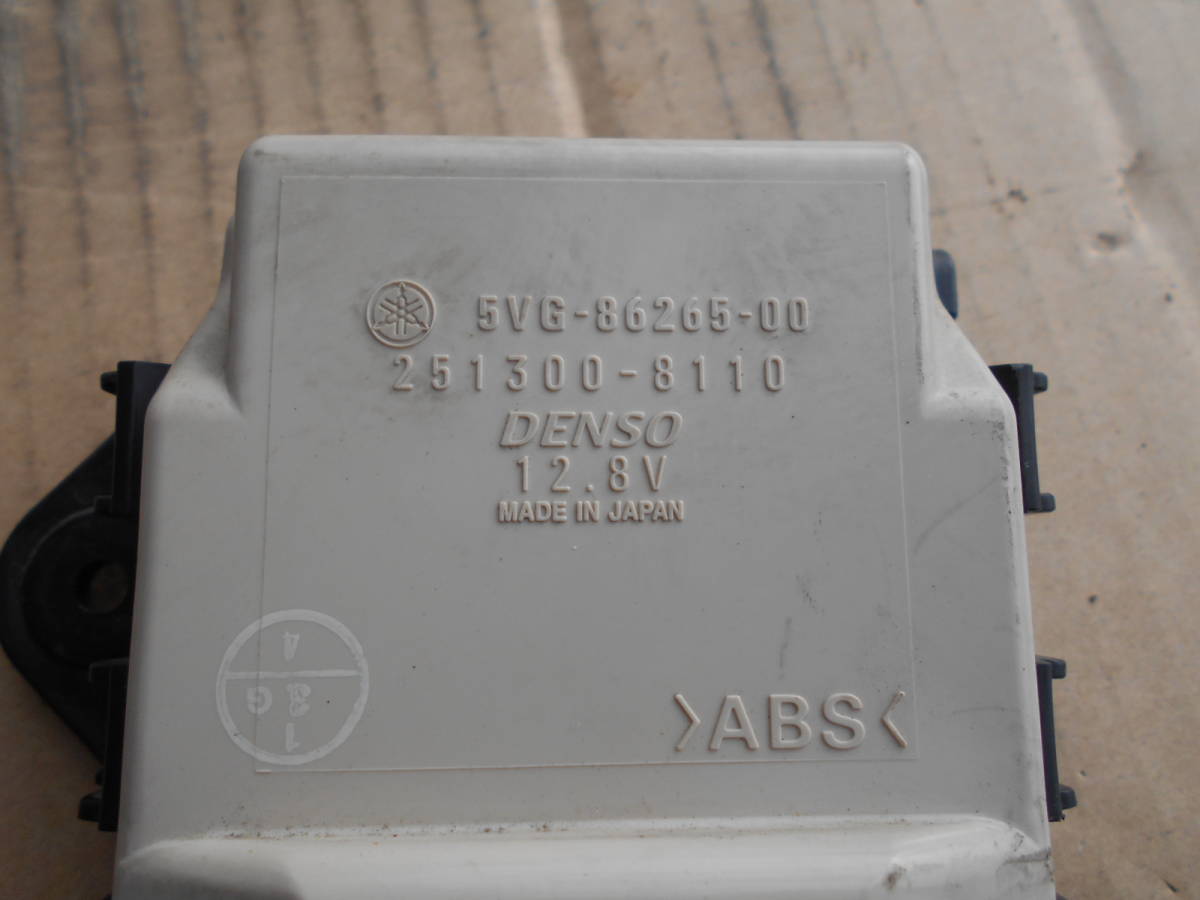 5VG-86265-00
251300-8110
DENSO
12.8V
MADE IN JAPAN
>ABS<